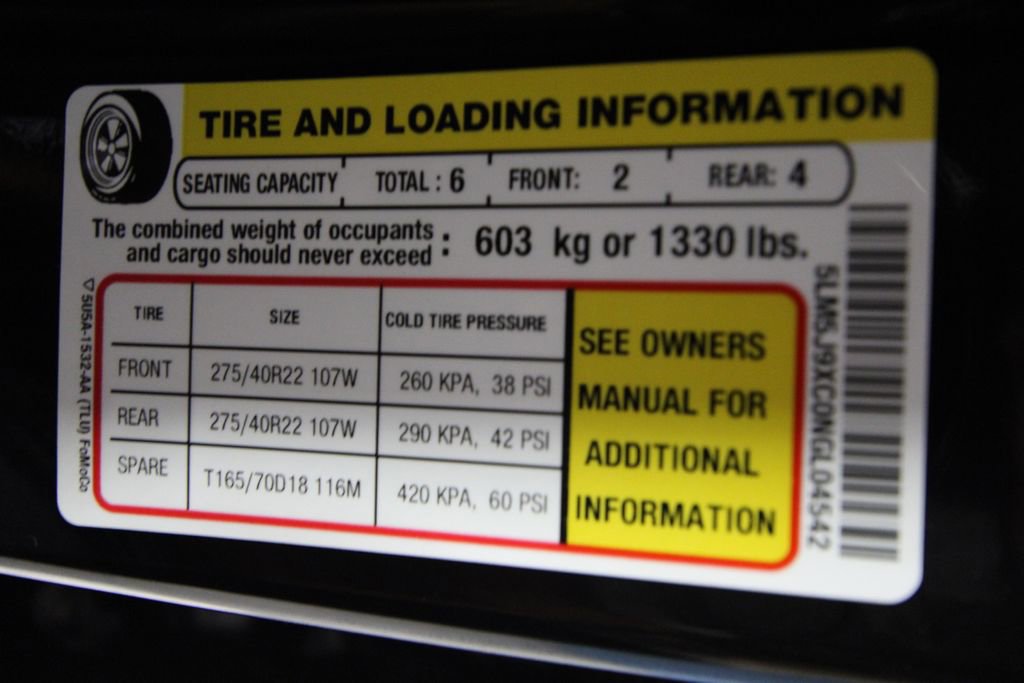 TIRE AND LOADING INFORMATION
SEATING CAPACITY TOTAL : 6 FRONT: 2 REAR: 4
The combined weight of occupants
and cargo should never exceed : 603 kg or 1330 lbs.
TIRE SIZE COLD TIRE PRESSURE
FRONT 275/40R22 107W 260 KPA, 38 PSI
REAR 275/40R22 107W 290 KPA, 42 PSI
SPARE T165/70D18 116M 420 KPA, 60 PSI
SEE OWNERS
MANUAL FOR
ADDITIONAL
INFORMATION
5U5A-1532-AA (TLU) FoMoCo
5LM5J9XC0NGL04542